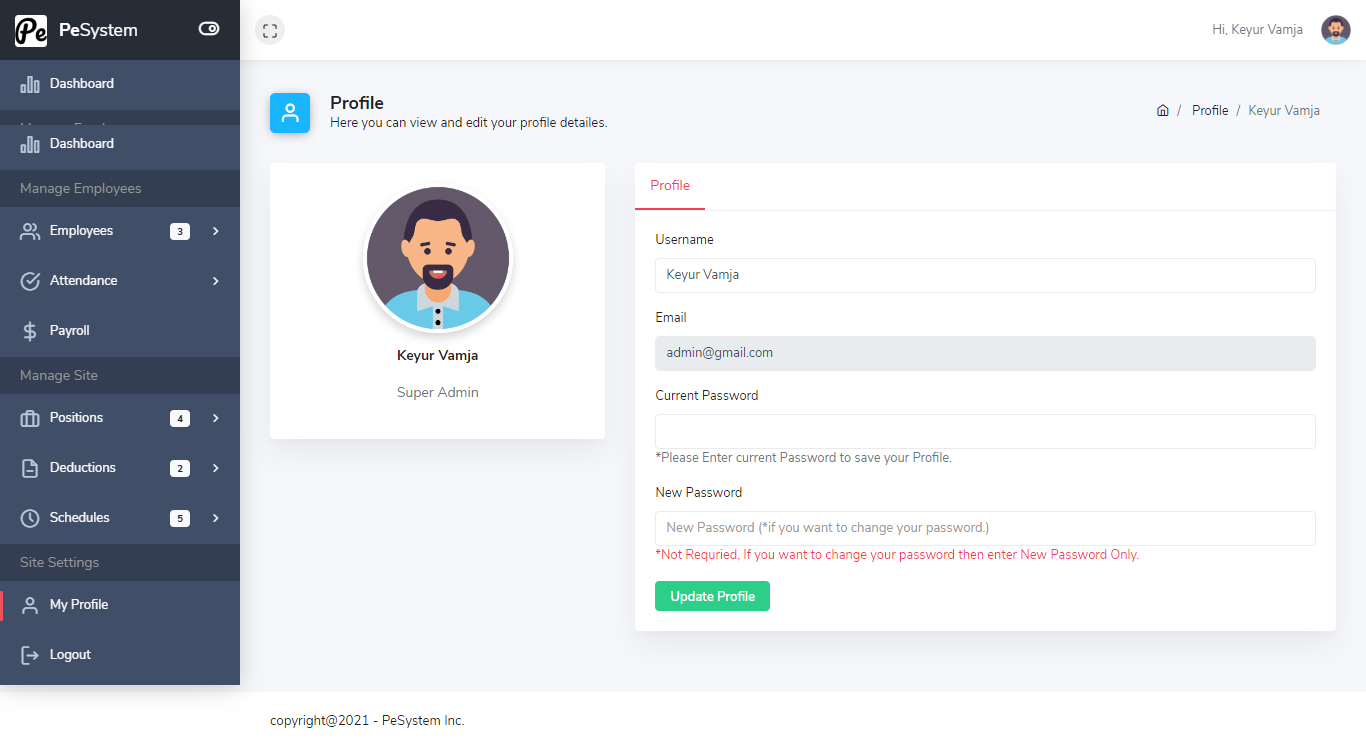 Pe PeSystem
Hi, Keyur Vamja
Dashboard
Dashboard
Manage Employees
Employees 3
Attendance
Payroll
Manage Site
Positions 4
Deductions 2
Schedules 5
Site Settings
My Profile
Logout
Profile
Here you can view and edit your profile detailes.
/ Profile / Keyur Vamja
Keyur Vamja
Super Admin
Profile
Username
Keyur Vamja
Email
admin@gmail.com
Current Password
*Please Enter current Password to save your Profile.
New Password
New Password (*if you want to change your password.)
*Not Requried, If you want to change your password then enter New Password Only.
Update Profile
copyright@2021 - PeSystem Inc.